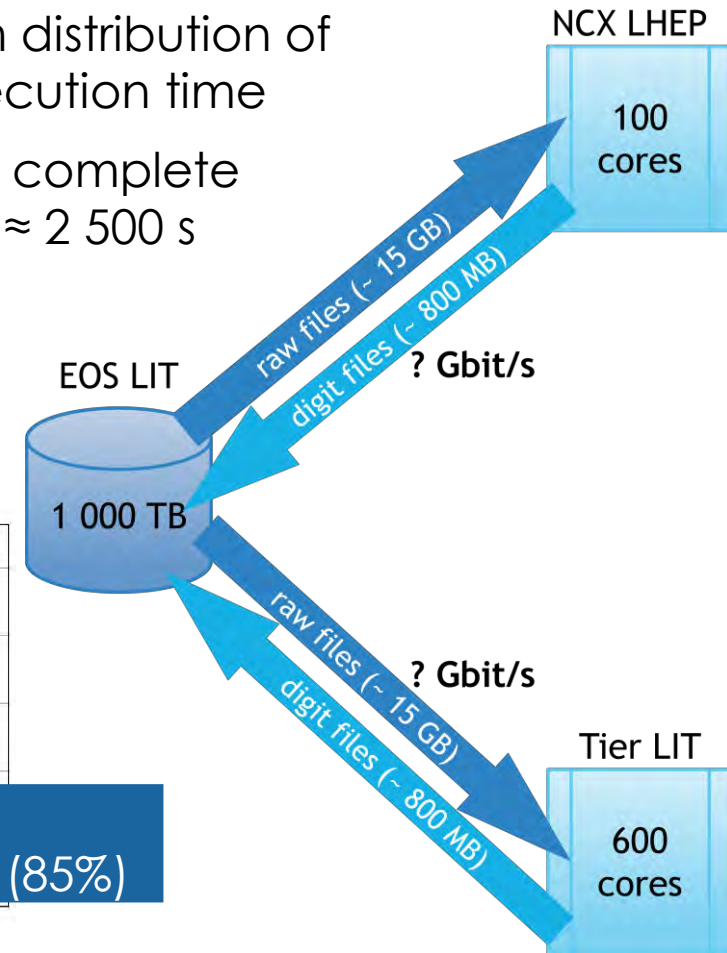 distribution of
time
complete
≈ 2 500 s
NCX LHEP
100
cores
raw files (~ 15 GB)
digit files (~ 800 MB)
? Gbit/s
EOS LIT
1 000 TB
raw files (~ 15 GB)
digit files (~ 800 MB)
? Gbit/s
Tier LIT
600
cores
(85%)